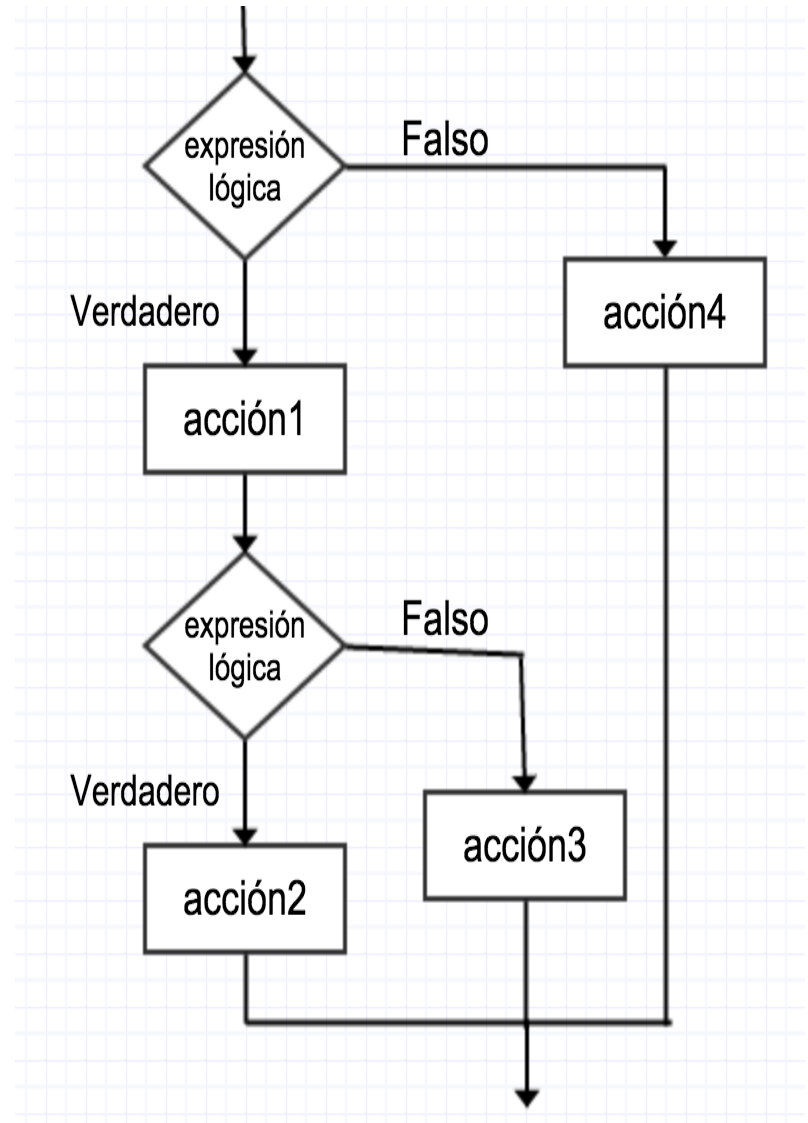 expresión
lógica
Falso
Verdadero
acción4
acción1
expresión
lógica
Falso
Verdadero
acción3
acción2